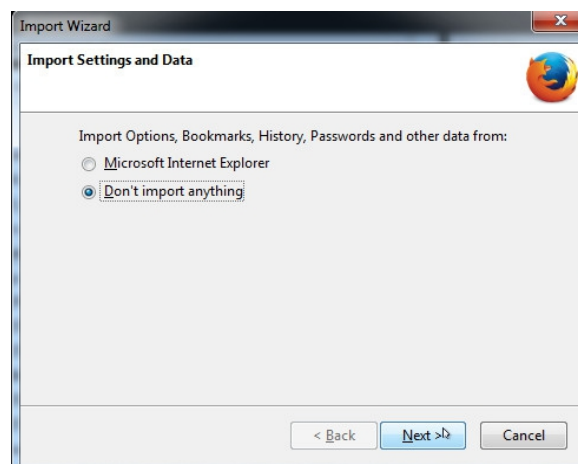 Import Wizard
Import Settings and Data
Import Options, Bookmarks, History, Passwords and other data from:
Microsoft Internet Explorer
Don't import anything
< Back Next > Cancel